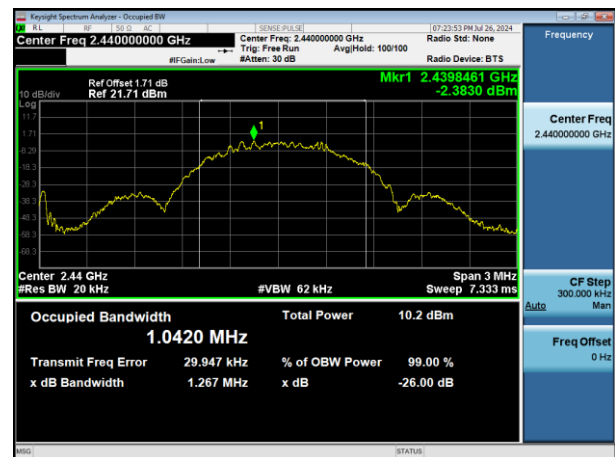 Keysight Spectrum Analyzer - Occupied BW
RL RF 50 Ω AC SENSE:PULSE 07:23:53 PM Jul 26, 2024
Center Freq 2.440000000 GHz Center Freq: 2.440000000 GHz Radio Std: None Frequency
Trig: Free Run Avg|Hold: 100/100
#IFGain:Low #Atten: 30 dB Radio Device: BTS
Ref Offset 1.71 dB Mkr1 2.4398461 GHz
10 dB/div Ref 21.71 dBm -2.3830 dBm
Log
11.7
1.71
-8.29
-18.3
-28.3
-38.3
-48.3
-58.3
-68.3
1
Center Freq
2.440000000 GHz
Center 2.44 GHz Span 3 MHz
#Res BW 20 kHz #VBW 62 kHz Sweep 7.333 ms
CF Step
300.000 kHz
Auto Man
Occupied Bandwidth Total Power 10.2 dBm
1.0420 MHz
Freq Offset
0 Hz
Transmit Freq Error 29.947 kHz % of OBW Power 99.00 %
x dB Bandwidth 1.267 MHz x dB -26.00 dB
MSG STATUS